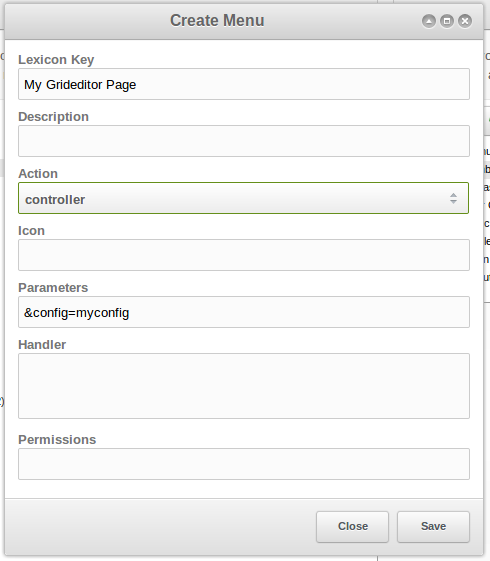 Create Menu
Lexicon Key
My Grideditor Page
Description
Action
controller
Icon
Parameters
&config=myconfig
Handler
Permissions
Close
Save